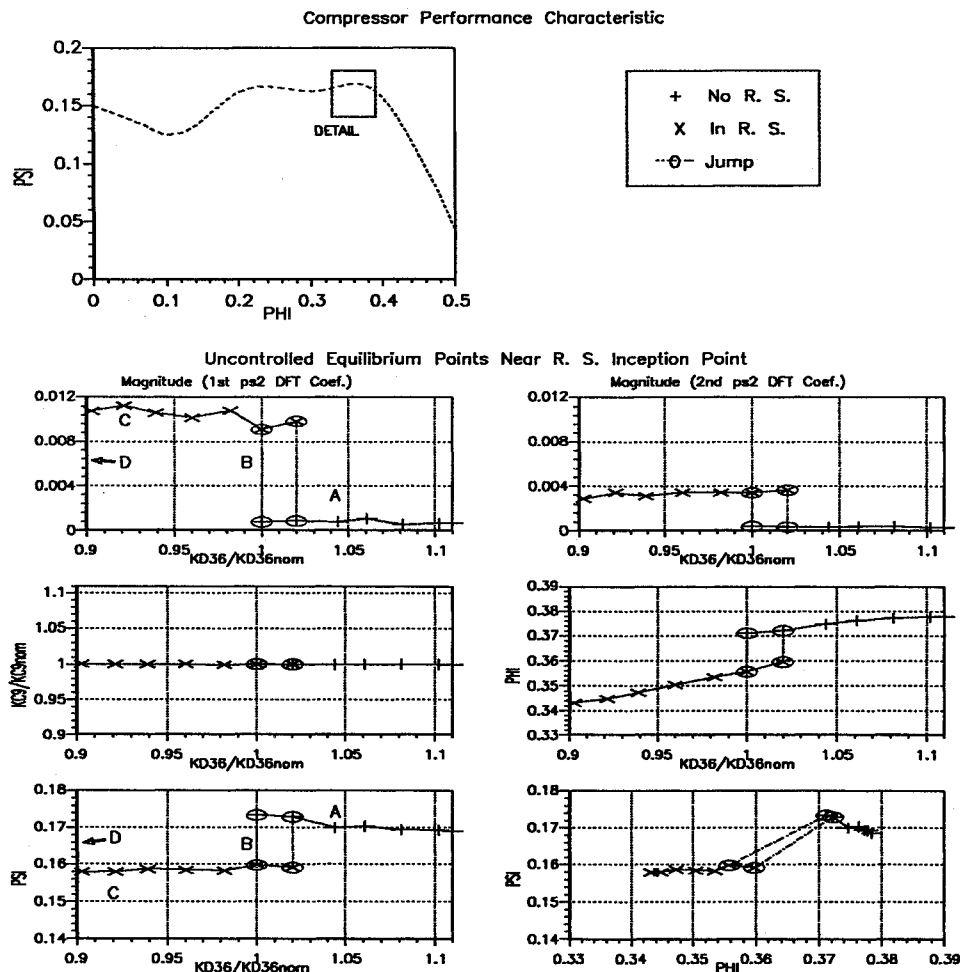 Compressor Performance Characteristic
0.2
0.15
0.1
0.05
0
PSI
DETAIL
0 0.1 0.2 0.3 0.4 0.5
PHI
+ No R. S.
x In R. S.
--o- Jump
Uncontrolled Equilibrium Points Near R. S. Inception Point
Magnitude (1st ps2 DFT Coef.)
0.012
0.008
0.004
0
C
D
B
A
0.9 0.95 1 1.05 1.1
KD36/KD36nom
Magnitude (2nd ps2 DFT Coef.)
0.012
0.008
0.004
0
0.9 0.95 1 1.05 1.1
KD36/KD36nom
1.1
1.05
1
0.95
0.9
KC9/KC9nom
0.9 0.95 1 1.05 1.1
KD36/KD36nom
0.39
0.38
0.37
0.36
0.35
0.34
0.33
PHI
0.9 0.95 1 1.05 1.1
KD36/KD36nom
0.18
0.17
0.16
0.15
0.14
PSI
A
D
B
C
0.9 0.95 1 1.05 1.1
KD36/KD36nom
0.18
0.17
0.16
0.15
0.14
PSI
0.33 0.34 0.35 0.36 0.37 0.38 0.39
PHI